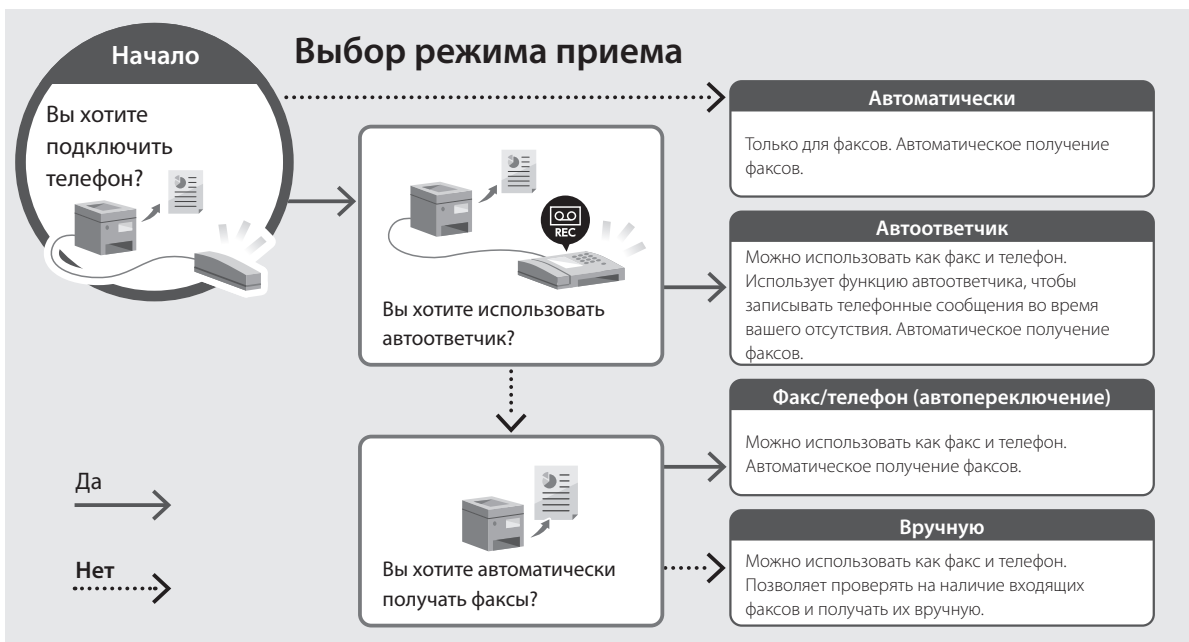 Выбор режима приема
Начало
Вы хотите
подключить
телефон?
REC
Вы хотите использовать
автоответчик?
Вы хотите автоматически
получать факсы?
Автоматически
Только для факсов. Автоматическое получение
факсов.
Автоответчик
Можно использовать как факс и телефон.
Использует функцию автоответчика, чтобы
записывать телефонные сообщения во время
вашего отсутствия. Автоматическое получение
факсов.
Факс/телефон (автопереключение)
Можно использовать как факс и телефон.
Автоматическое получение факсов.
Вручную
Можно использовать как факс и телефон.
Позволяет проверять на наличие входящих
факсов и получать их вручную.
Да
Нет